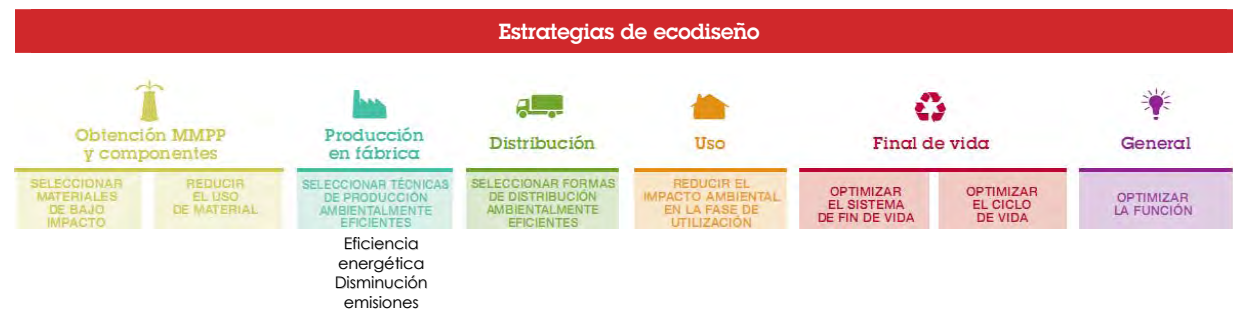 Estrategias de ecodiseño
Obtención MMPP
y componentes
Producción
en fábrica
Distribución
Uso
Final de vida
General
SELECCIONAR
MATERIALES
DE BAJO
IMPACTO
REDUCIR
EL USO
DE MATERIAL
SELECCIONAR TÉCNICAS
DE PRODUCCIÓN
AMBIENTALMENTE
EFICIENTES
SELECCIONAR FORMAS
DE DISTRIBUCIÓN
AMBIENTALMENTE
EFICIENTES
REDUCIR EL
IMPACTO AMBIENTAL
EN LA FASE DE
UTILIZACIÓN
OPTIMIZAR
EL SISTEMA
DE FIN DE VIDA
OPTIMIZAR
EL CICLO
DE VIDA
OPTIMIZAR
LA FUNCIÓN
Eficiencia
energética
Disminución
emisiones